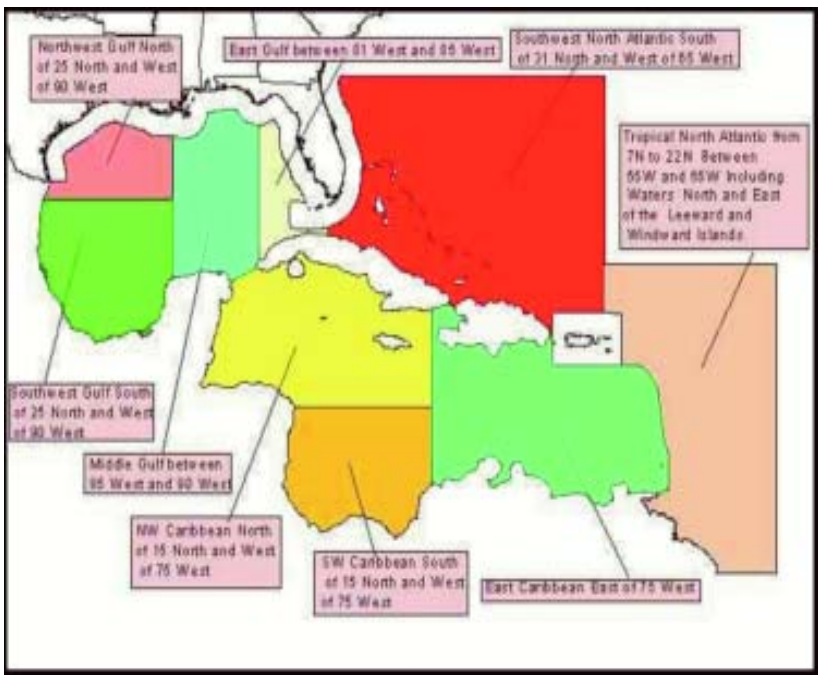 Northwest Gulf North
of 25 North and West
of 90 West
East Gulf between 81 West and 85 West
Southwest North Atlantic South
of 31 North and West of 65 West
Tropical North Atlantic from
7N to 22N Between
55W and 65W Including
Waters North and East
of the Leeward and
Windward Islands
Southwest Gulf South
of 25 North and West
of 90 West
Middle Gulf between
85 West and 90 West
NW Caribbean North
of 15 North and West
of 75 West
SW Caribbean South
of 15 North and West
of 75 West
East Caribbean East of 75 West